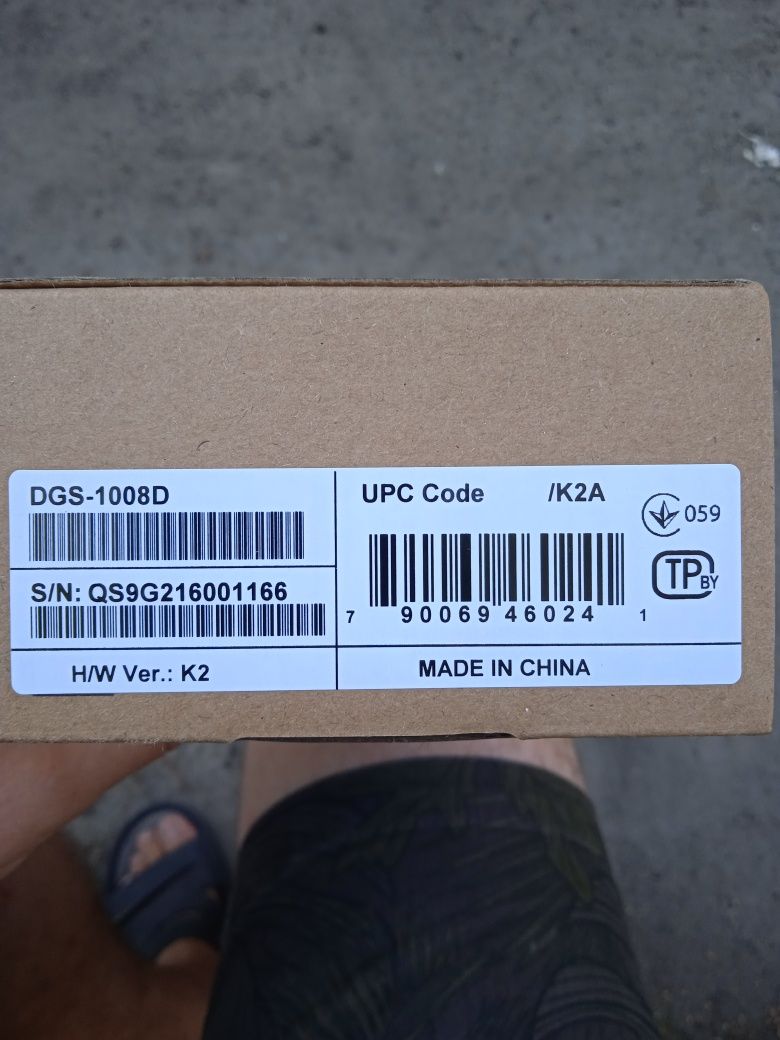 DGS-1008D
S/N: QS9G216001166
H/W Ver.: K2
UPC Code /K2A
7 90069 46024 1
059
TP BY
MADE IN CHINA